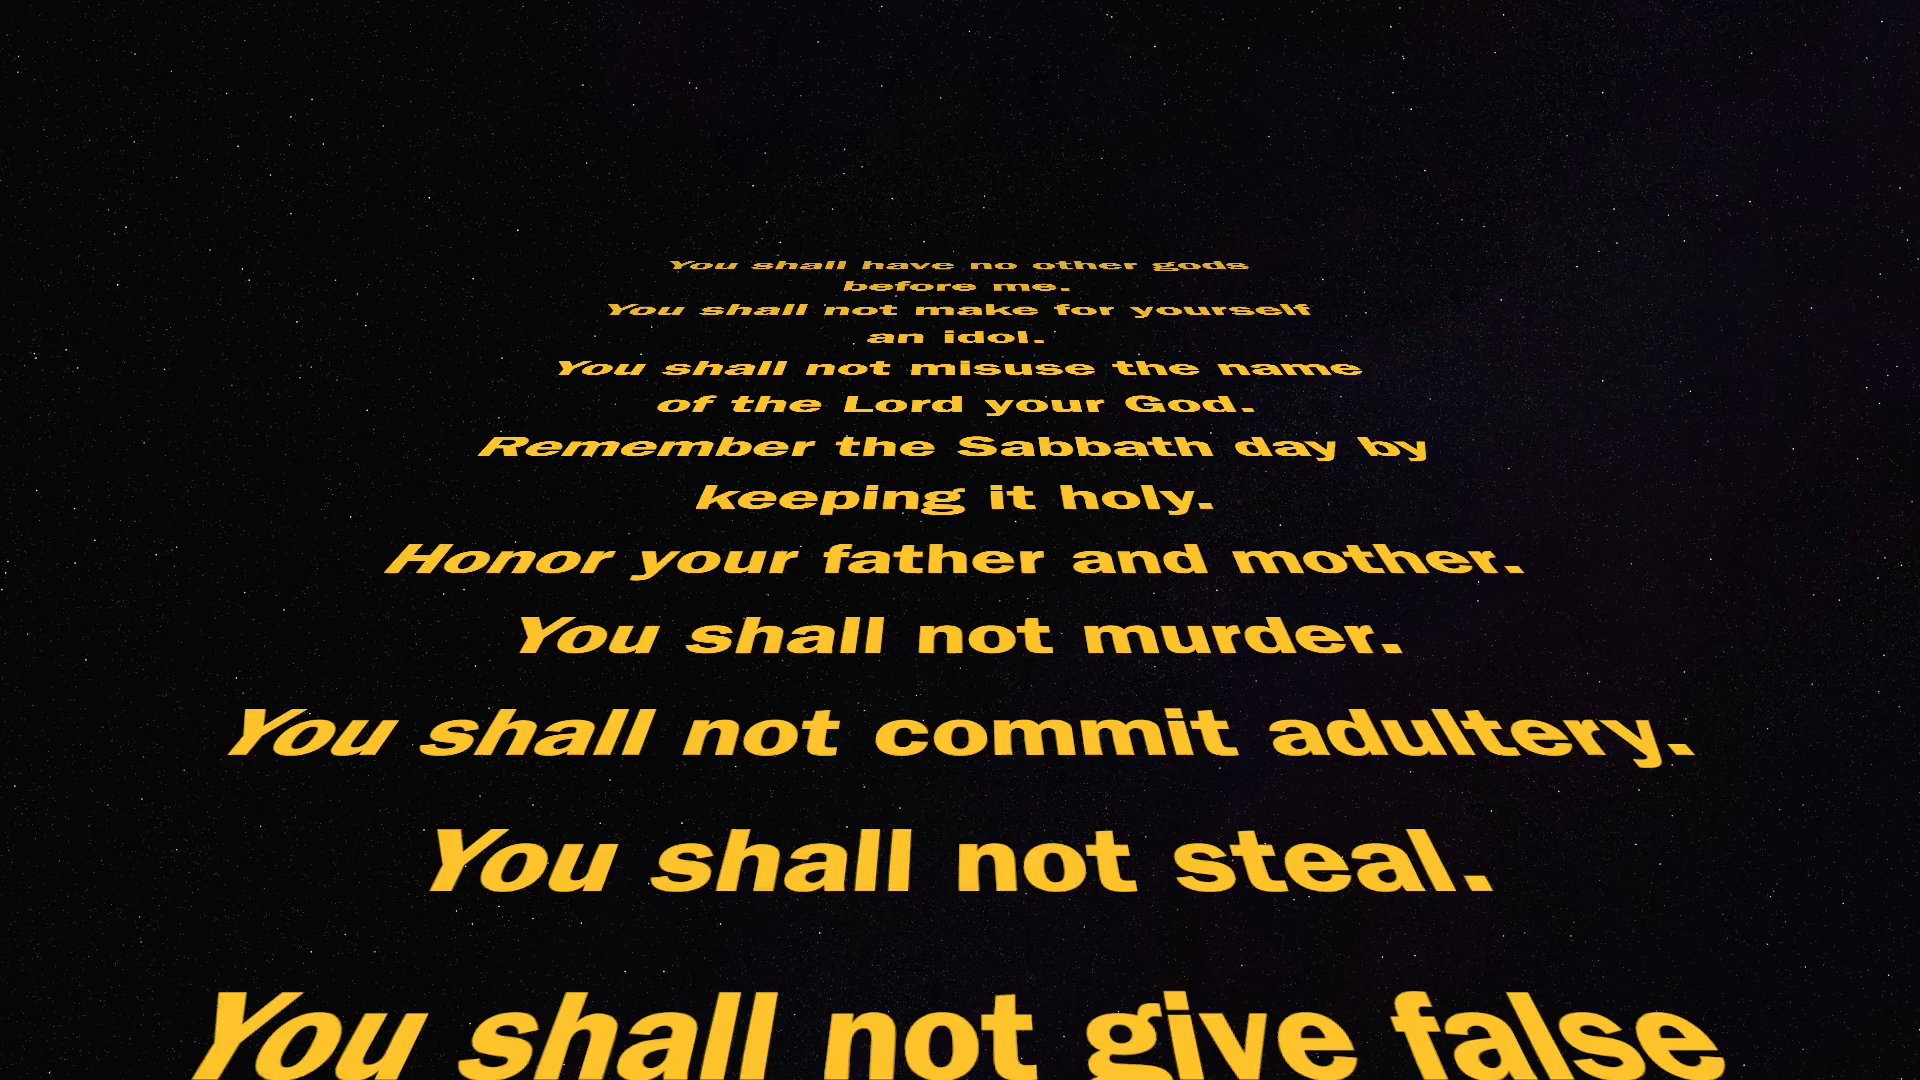 You shall have no other gods
before me.
You shall not make for yourself
an idol.
You shall not misuse the name
of the Lord your God.
Remember the Sabbath day by
keeping it holy.
Honor your father and mother.
You shall not murder.
You shall not commit adultery.
You shall not steal.
You shall not give false